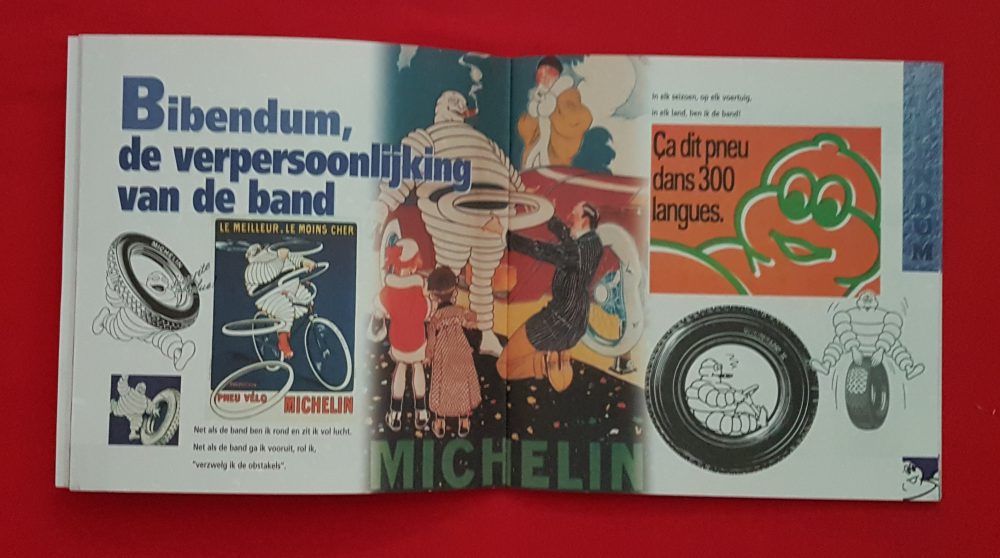 Bibendum,
de verpersoonlijking
van de band
LE MEILLEUR, LE MOINS CHER
MICHELIN
PNEU VÉLO
MICHELIN
Net als de band ben ik rond en zit ik vol lucht.
Net als de band ga ik vooruit, rol ik,
"verzwelg ik de obstakels".
MICHELIN
In elk seizoen, op elk voertuig,
in elk land, ben ik de band!
Ça dit pneu
dans 300
langues.
DUM